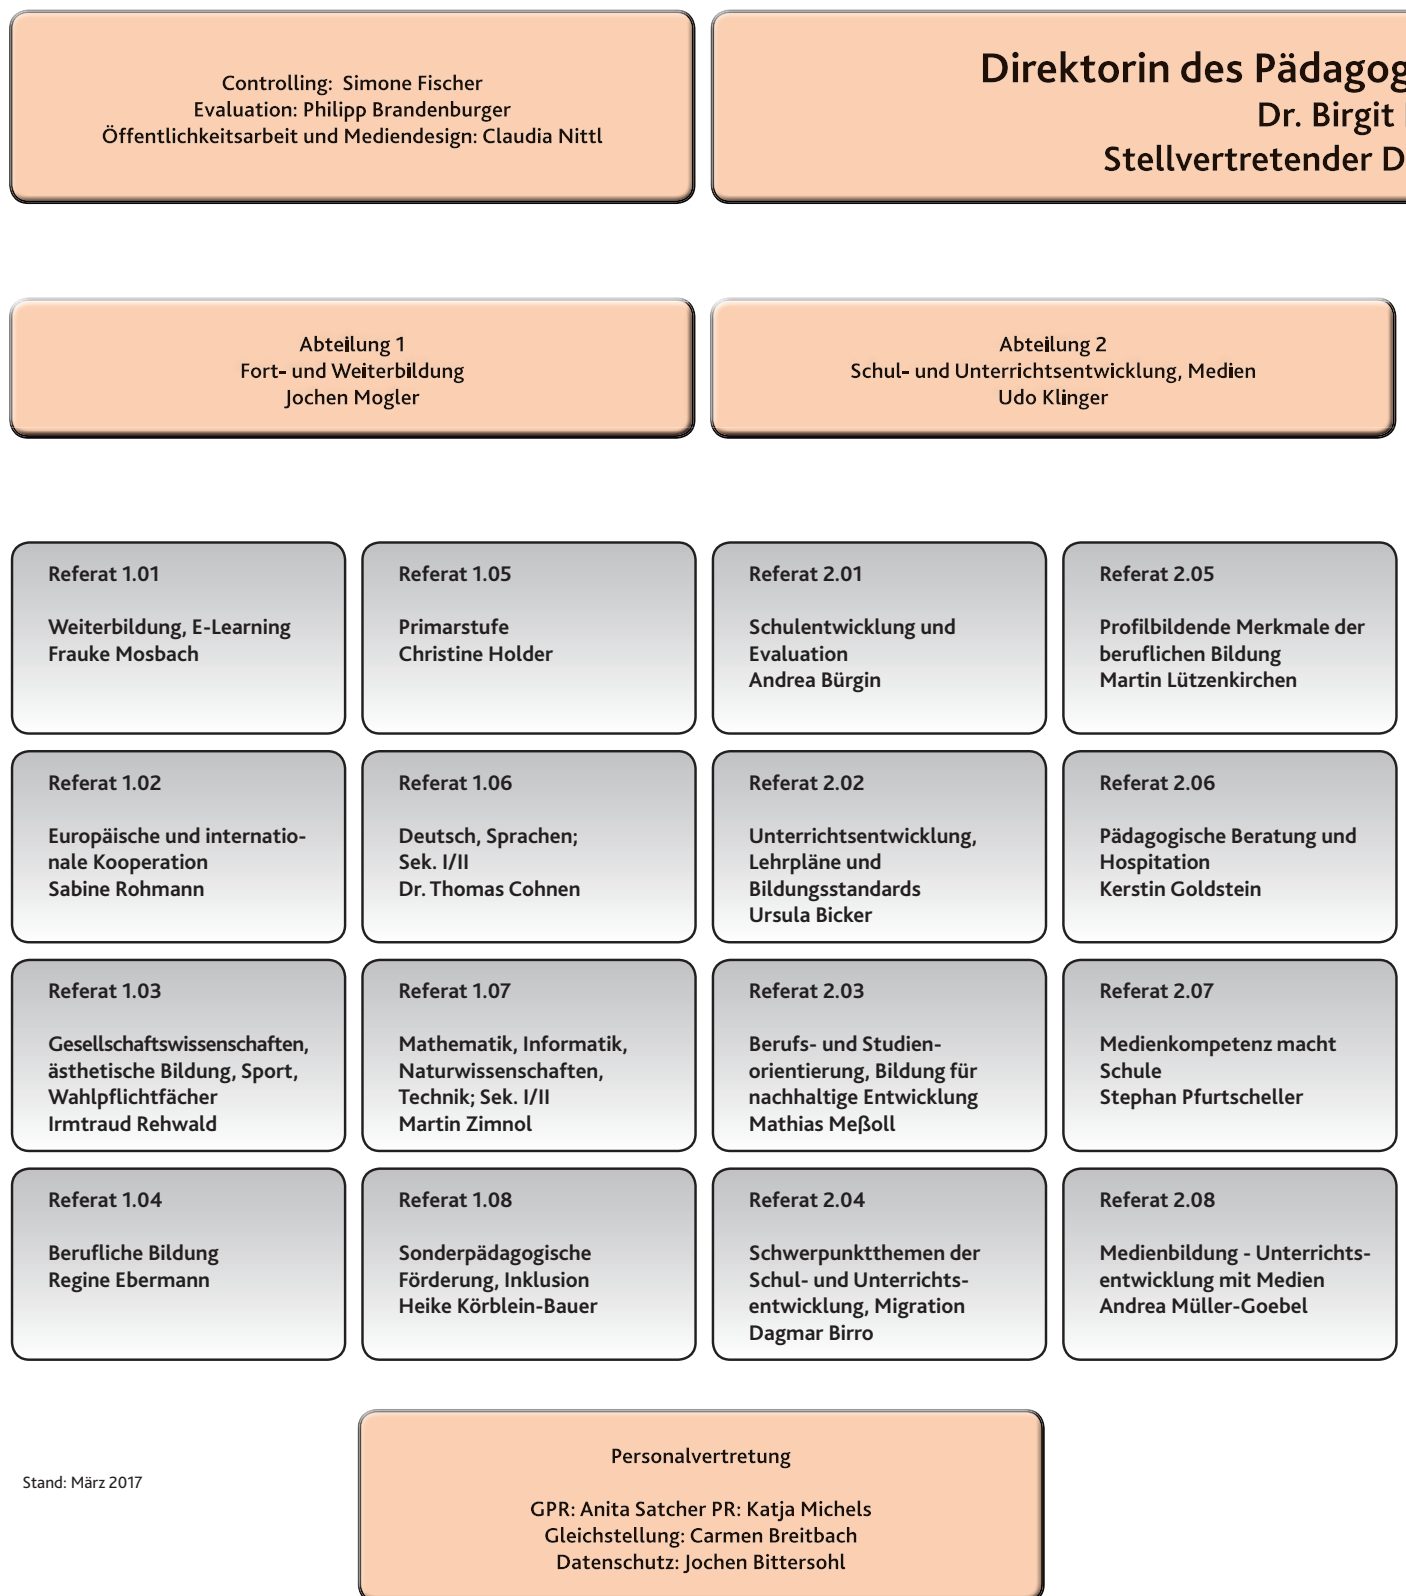 Controlling: Simone Fischer
Evaluation: Philipp Brandenburger
Öffentlichkeitsarbeit und Mediendesign: Claudia Nittl
Direktorin des
Dr. Birgit
Stellvertretender
Abteilung 1
Fort- und Weiterbildung
Jochen Mogler
Abteilung 2
Schul- und Unterrichtsentwicklung, Medien
Udo Klinger
Referat 1.01
Weiterbildung, E-Learning
Frauke Mosbach
Referat 1.05
Primarstufe
Christine Holder
Referat 2.01
Schulentwicklung und
Evaluation
Andrea Bürgin
Referat 2.05
Profilbildende Merkmale der
beruflichen Bildung
Martin Lützenkirchen
Referat 1.02
Europäische und internatio-
nale Kooperation
Sabine Rohmann
Referat 1.06
Deutsch, Sprachen;
Sek. I/II
Dr. Thomas Cohnen
Referat 2.02
Unterrichtsentwicklung,
Lehrpläne und
Bildungsstandards
Ursula Bicker
Referat 2.06
Pädagogische Beratung und
Hospitation
Kerstin Goldstein
Referat 1.03
Gesellschaftswissenschaften,
ästhetische Bildung, Sport,
Wahlpflichtfächer
Irmtraud Rehwald
Referat 1.07
Mathematik, Informatik,
Naturwissenschaften,
Technik; Sek. I/II
Martin Zimnol
Referat 2.03
Berufs- und Studien-
orientierung, Bildung für
nachhaltige Entwicklung
Mathias Meßoll
Referat 2.07
Medienkompetenz macht
Schule
Stephan Pfurtscheller
Referat 1.04
Berufliche Bildung
Regine Ebermann
Referat 1.08
Sonderpädagogische
Förderung, Inklusion
Heike Körblein-Bauer
Referat 2.04
Schwerpunktthemen der
Schul- und Unterrichts-
entwicklung, Migration
Dagmar Birro
Referat 2.08
Medienbildung - Unterrichts-
entwicklung mit Medien
Andrea Müller-Goebel
Stand: März 2017
Personalvertretung
GPR: Anita Satcher PR: Katja Michels
Gleichstellung: Carmen Breitbach
Datenschutz: Jochen Bittersohl